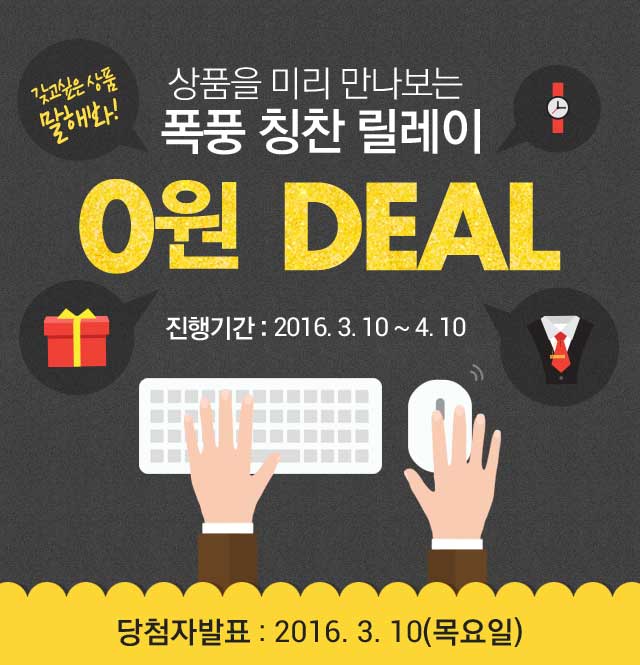 갖고싶은 상품
말해봐!
상품을 미리 만나보는
폭풍 칭찬 릴레이
0원 DEAL
진행기간 : 2016. 3. 10 ~ 4. 10
당첨자발표 : 2016. 3. 10(목요일)